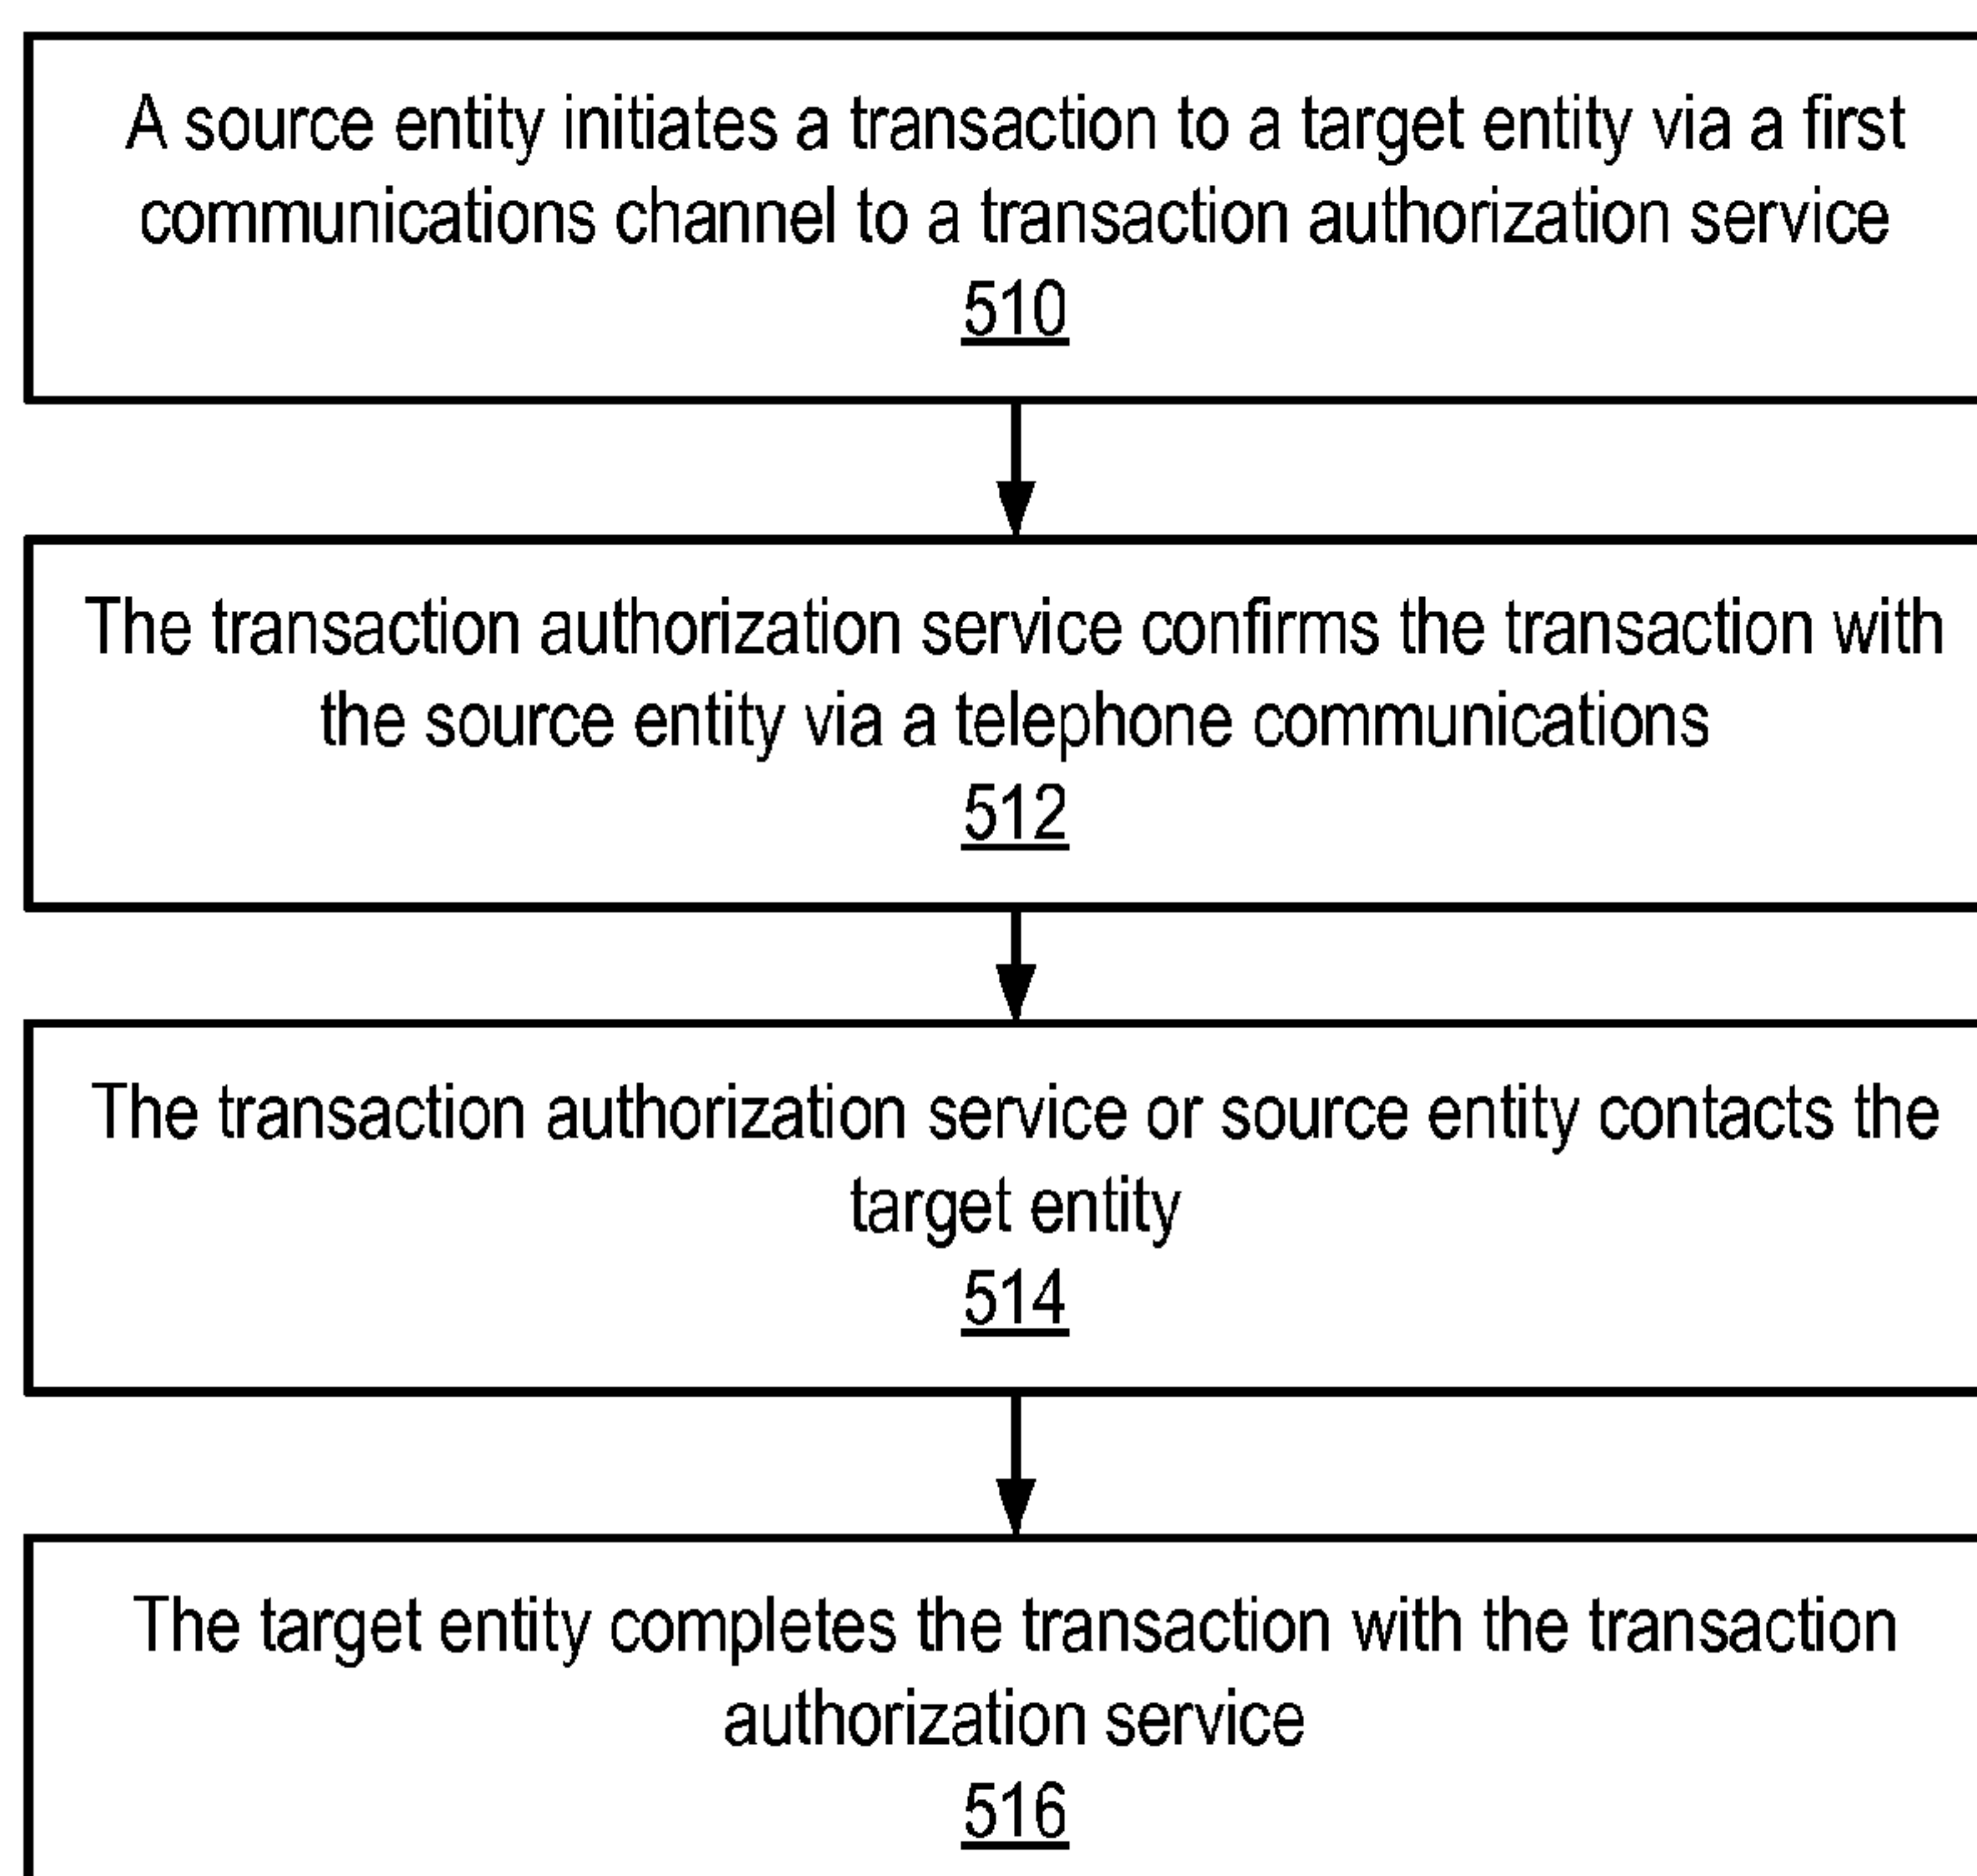 A source entity initiates a transaction to a target entity via a first
communications channel to a transaction authorization service
510
The transaction authorization service confirms the transaction with
the source entity via a telephone communications
512
The transaction authorization service or source entity contacts the
target entity
514
The target entity completes the transaction with the transaction
authorization service
516